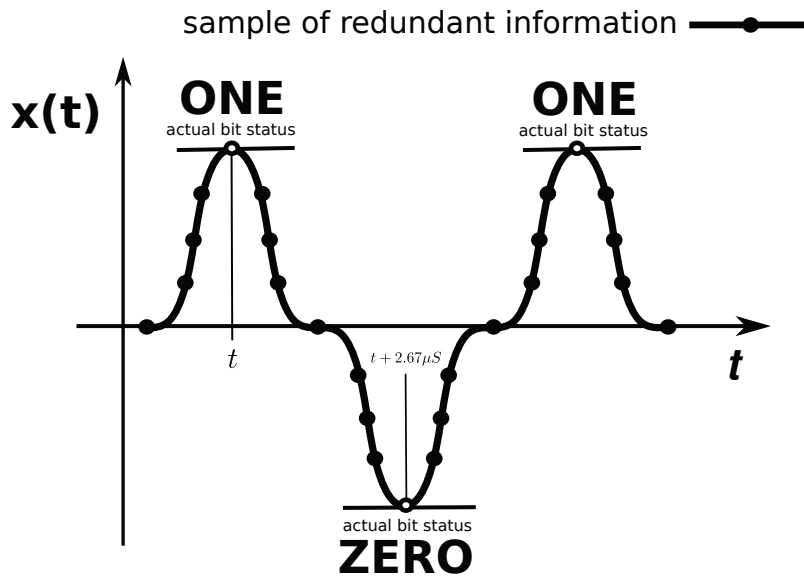 sample of redundant information
x(t)
ONE
actual bit status
ONE
actual bit status
t
t + 2.67μS
t
actual bit status
ZERO